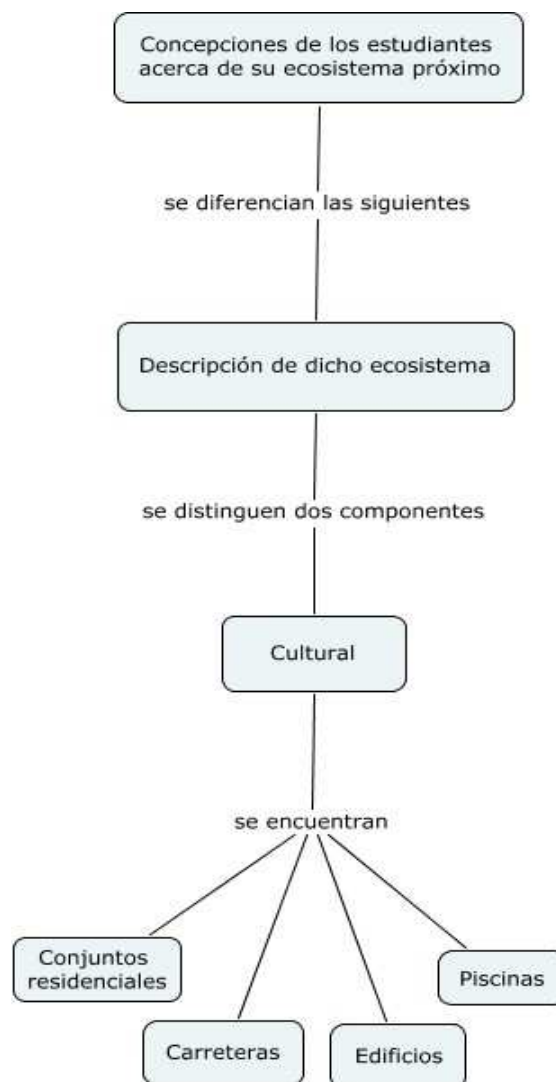 Concepciones de los estudiantes
acerca de su ecosistema próximo
se diferencian las siguientes
Descripción de dicho ecosistema
se distinguen dos componentes
Cultural
se encuentran
Conjuntos
residenciales
Piscinas
Carreteras
Edificios